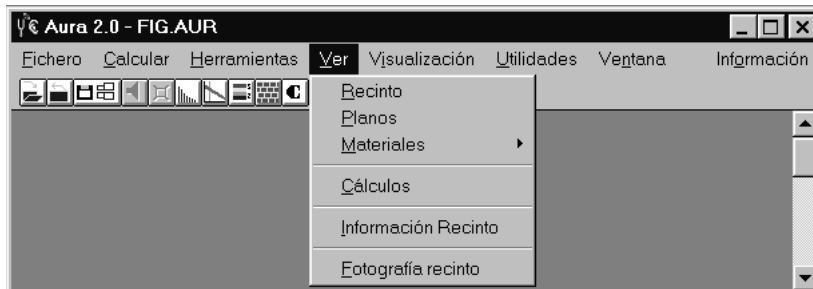 Aura 2.0 - FIG.AUR
Fichero Calcular Herramientas Ver Visualización Utilidades Ventana Información
Recinto
Planos
Materiales
Cálculos
Información Recinto
Fotografía recinto